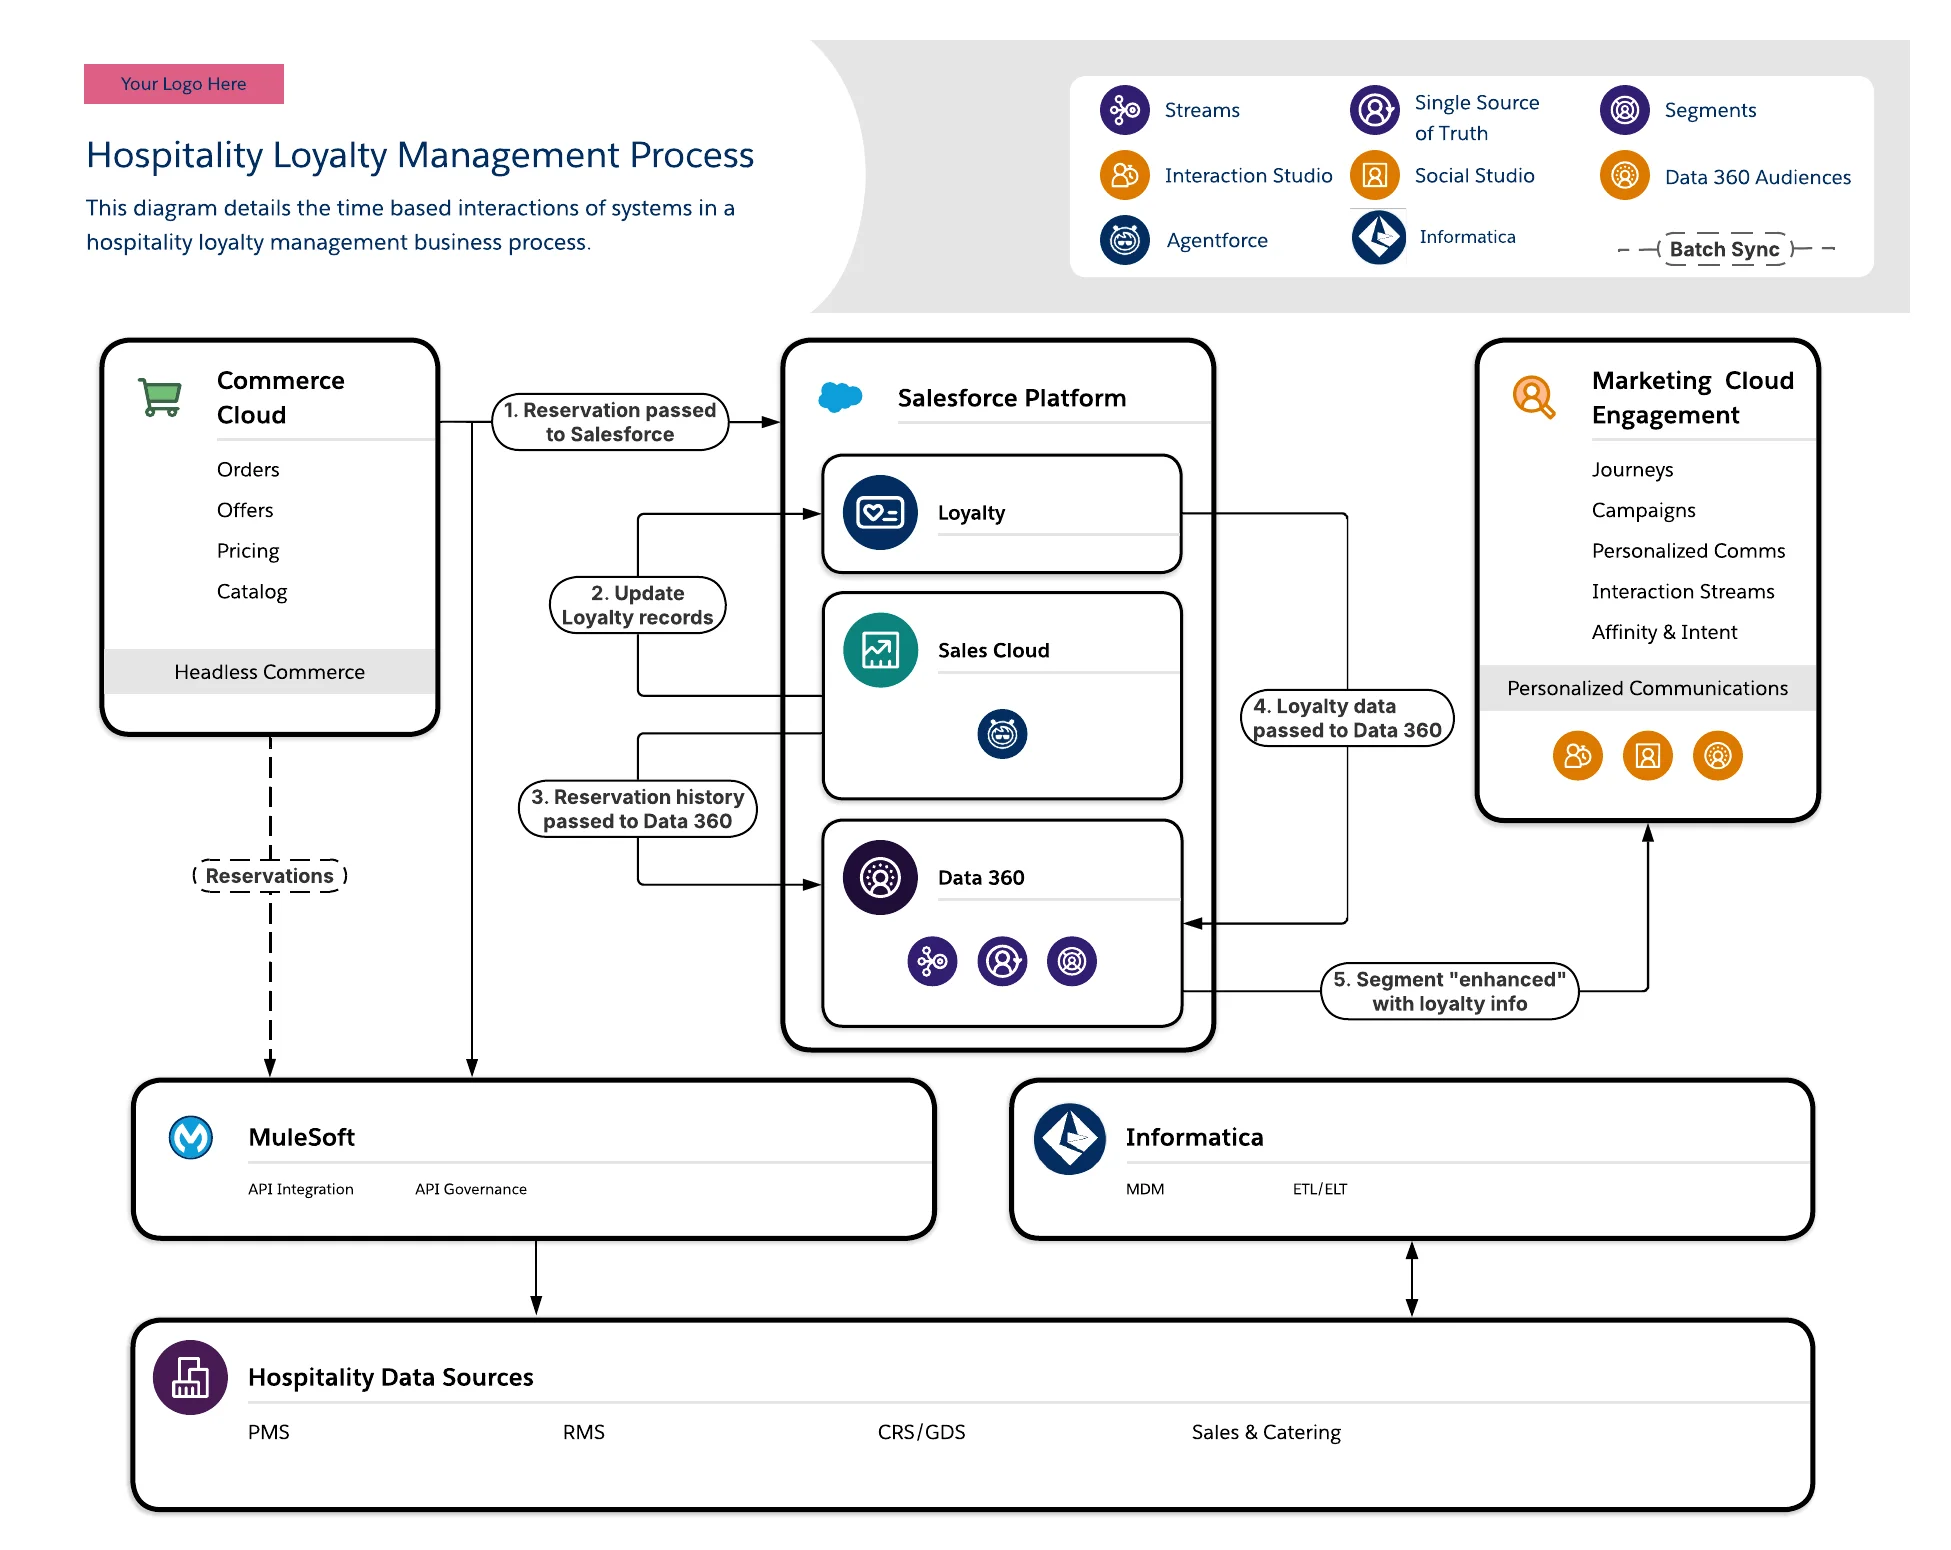 Your Logo Here
Hospitality Loyalty Management Process
This diagram details the time based interactions of systems in a
hospitality loyalty management business process.
Streams
Single Source
of Truth
Segments
Interaction Studio
Social Studio
Data 360 Audiences
Agentforce
Informatica
Batch Sync
Commerce
Cloud
Orders
Offers
Pricing
Catalog
Headless Commerce
1. Reservation passed
to Salesforce
2. Update
Loyalty records
3. Reservation history
passed to Data 360
Reservations
Salesforce Platform
Loyalty
Sales Cloud
Data 360
4. Loyalty data
passed to Data 360
5. Segment "enhanced"
with loyalty info
Marketing Cloud
Engagement
Journeys
Campaigns
Personalized Comms
Interaction Streams
Affinity & Intent
Personalized Communications
MuleSoft
API Integration
API Governance
Informatica
MDM
ETL/ELT
Hospitality Data Sources
PMS
RMS
CRS/GDS
Sales & Catering